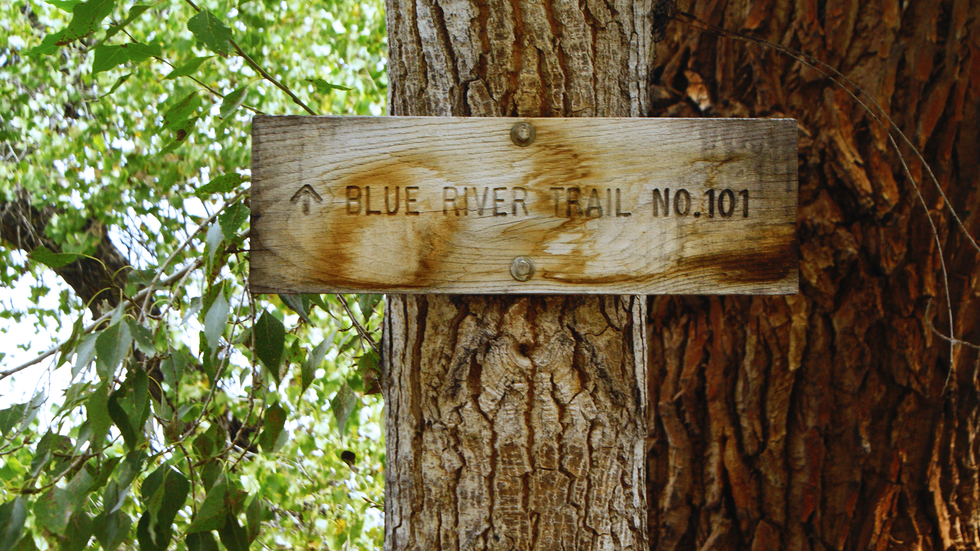 ↑ BLUE RIVER TRAIL NO.101